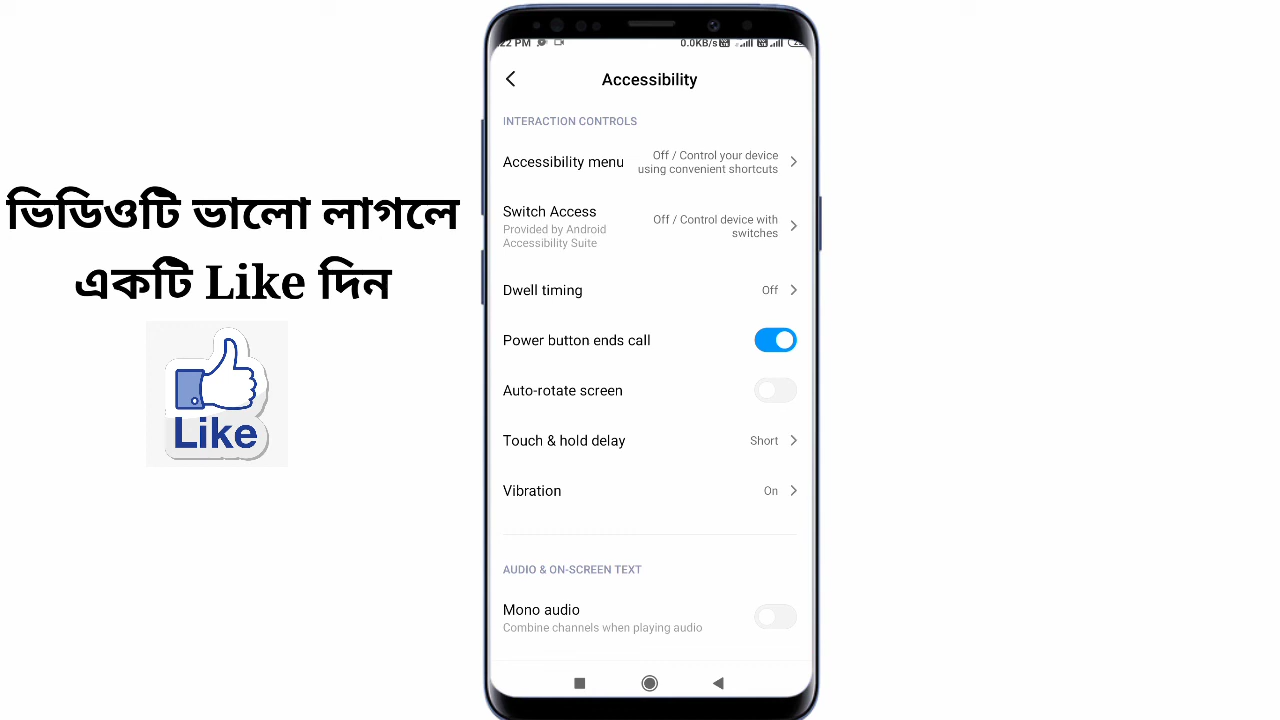 ভিডিওটি ভালো লাগলে
একটি Like দিন
Like
22 PM
0.0KB/s
Accessibility
INTERACTION CONTROLS
Accessibility menu
Off / Control your device
using convenient shortcuts
Switch Access
Provided by Android
Accessibility Suite
Off / Control device with
switches
Dwell timing
Off
Power button ends call
Auto-rotate screen
Touch & hold delay
Short
Vibration
On
AUDIO & ON-SCREEN TEXT
Mono audio
Combine channels when playing audio